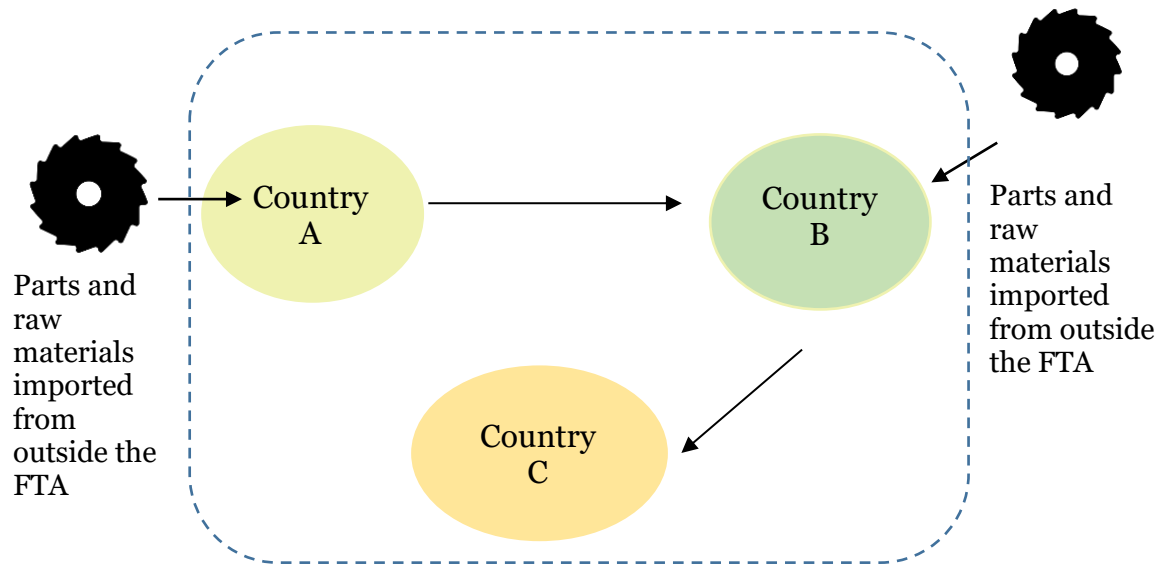 Country
A
Country
B
Parts and
raw
materials
imported
from
outside the
FTA
Parts and
raw
materials
imported
from outside
the FTA
Country
C